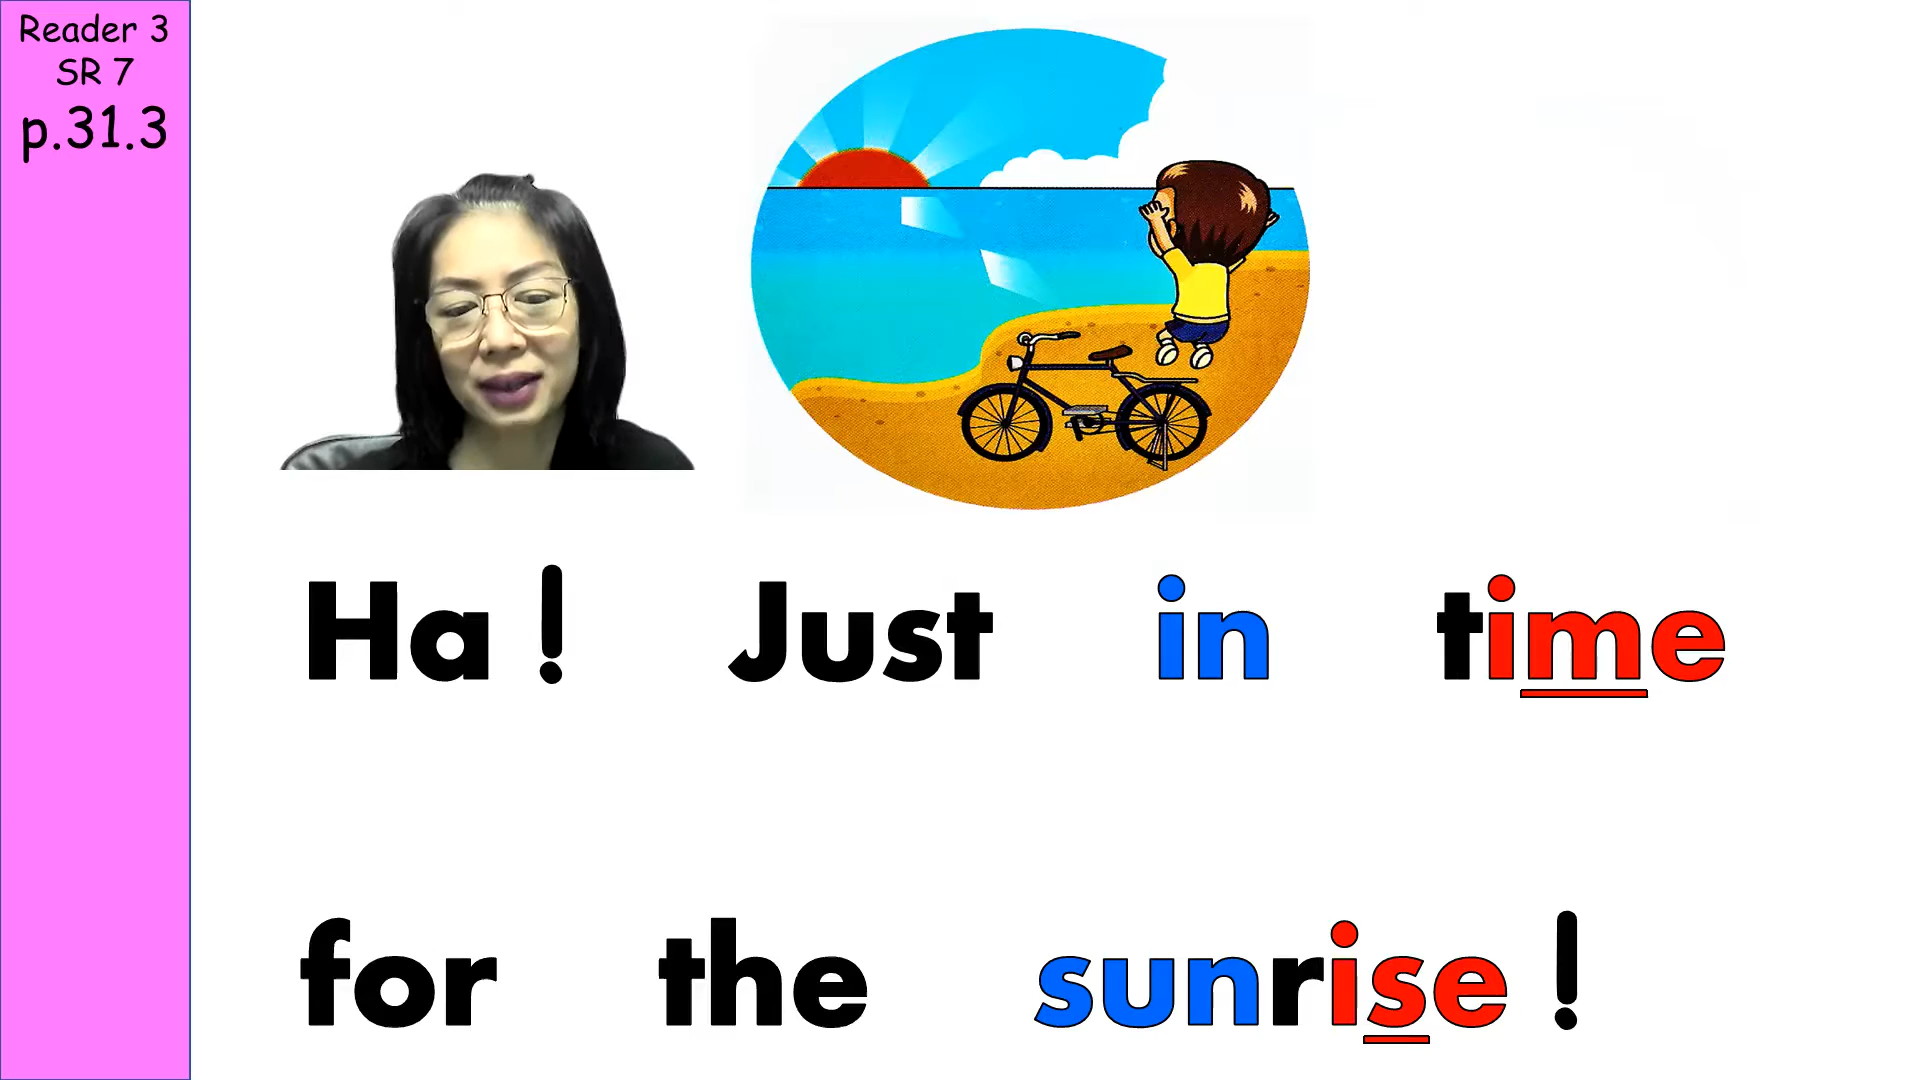 Reader 3
SR 7
p.31.3
Ha! Just in time
for the sunrise!